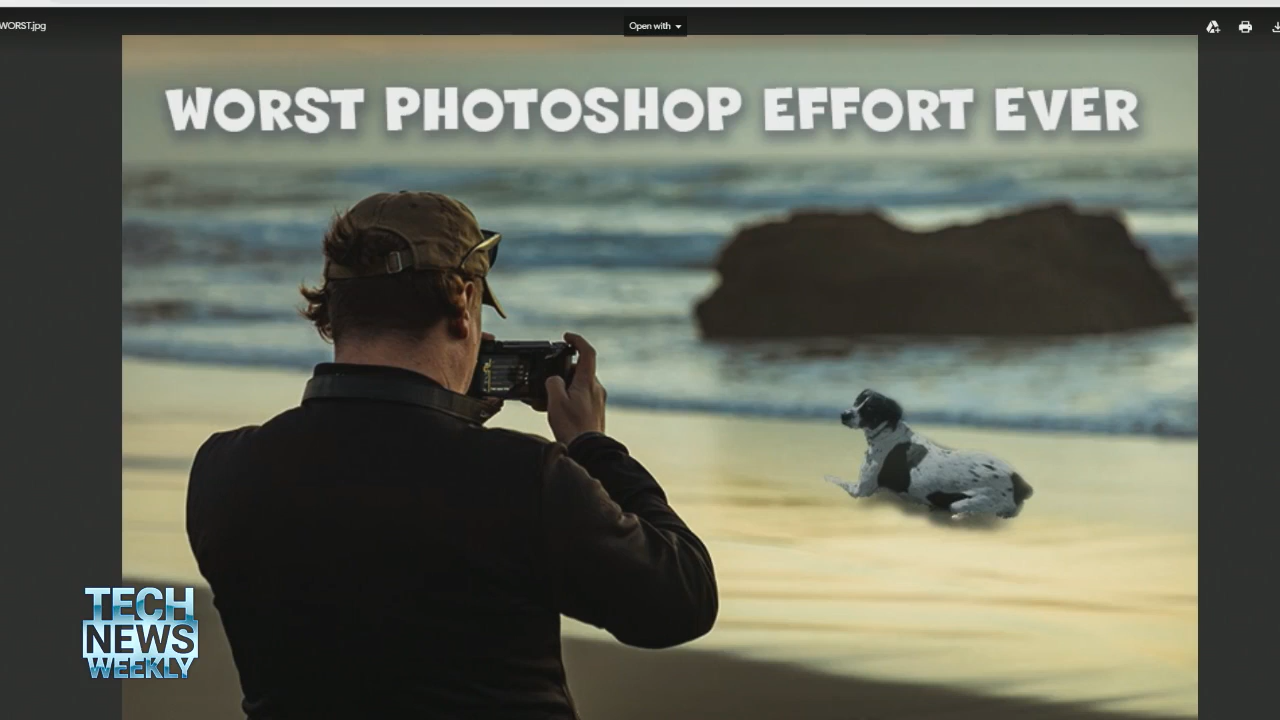 WORST.jpg
Open with
WORST PHOTOSHOP EFFORT EVER
TECH
NEWS
WEEKLY